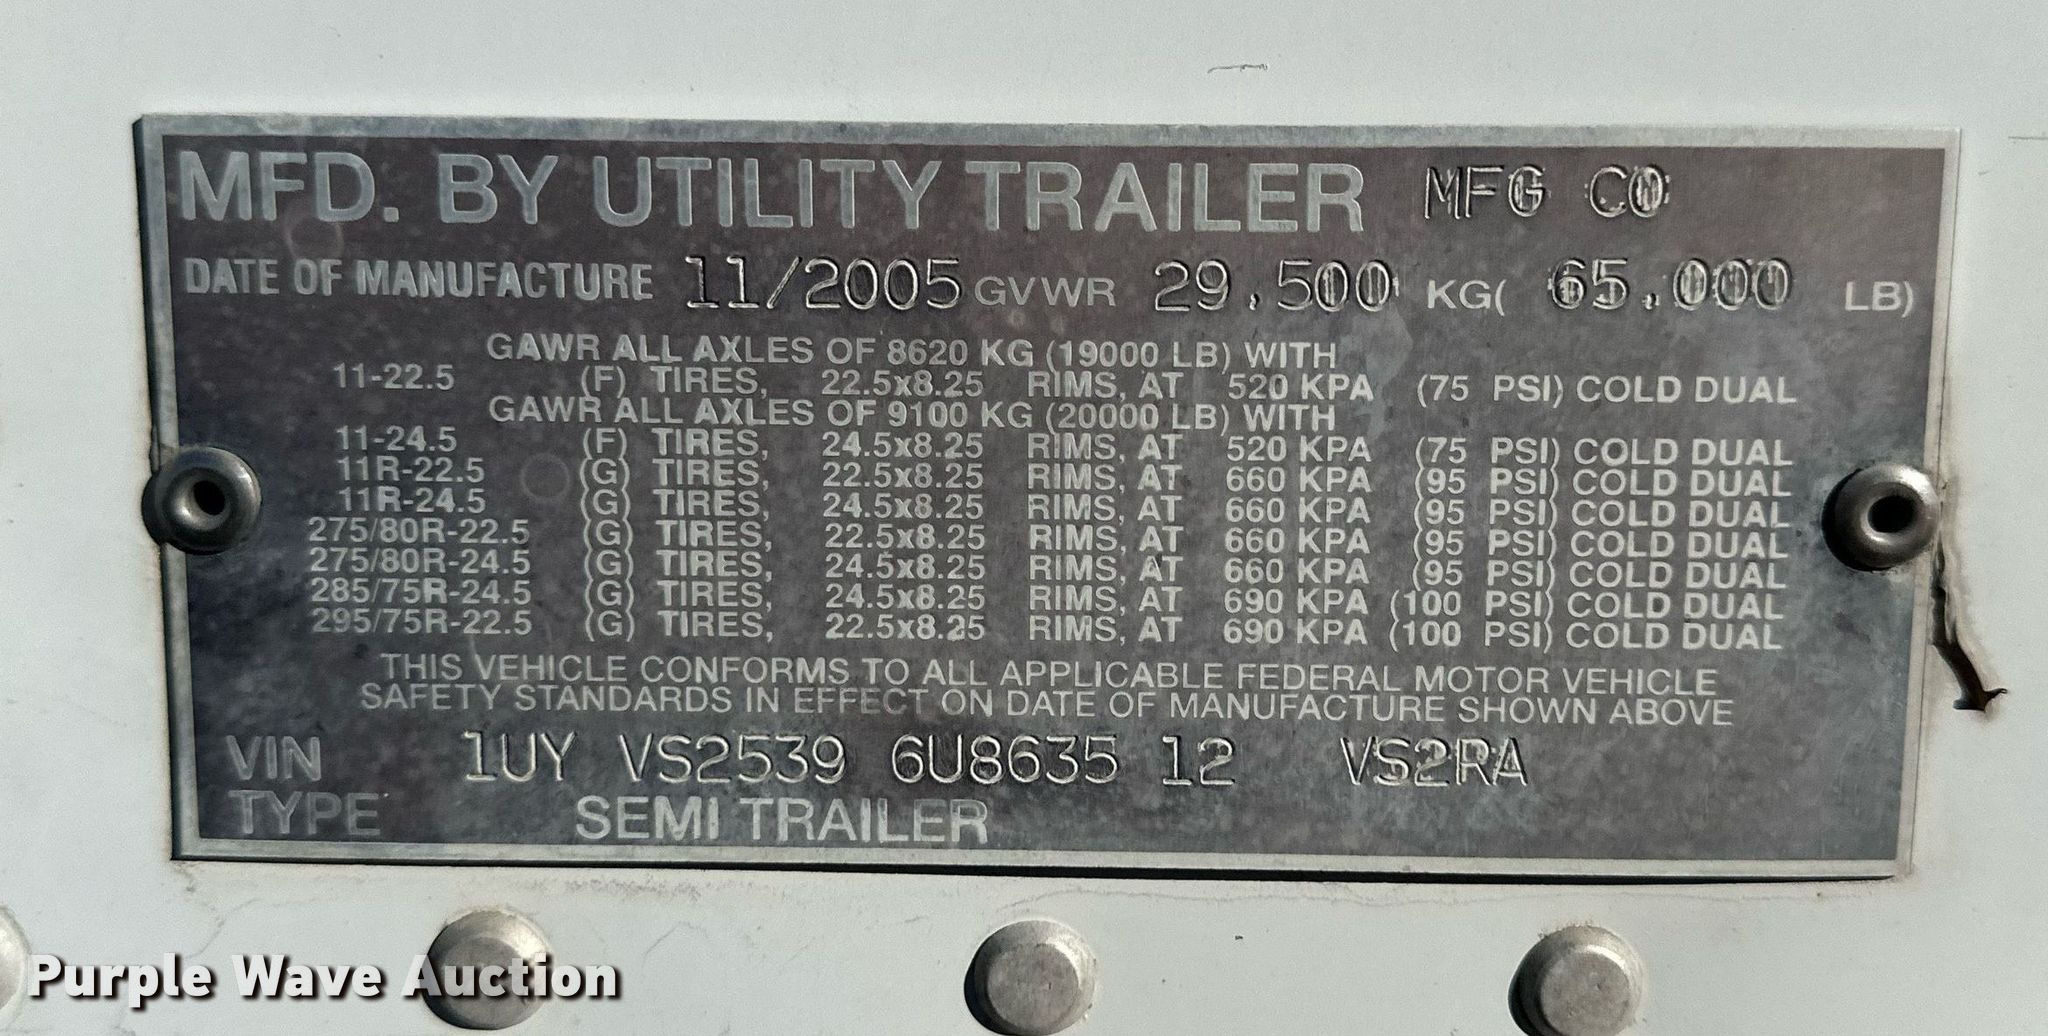 MFD. BY UTILITY TRAILER MFG CO
DATE OF MANUFACTURE 11/2005 GVWR 29.500 KG( 65.000 LB)
GAWR ALL AXLES OF 8620 KG (19000 LB) WITH
11-22.5 (F) TIRES, 22.5x8.25 RIMS, AT 520 KPA (75 PSI) COLD DUAL
GAWR ALL AXLES OF 9100 KG (20000 LB) WITH
11-24.5 (F) TIRES, 24.5x8.25 RIMS, AT 520 KPA (75 PSI) COLD DUAL
11R-22.5 (G) TIRES, 22.5x8.25 RIMS, AT 660 KPA (95 PSI) COLD DUAL
11R-24.5 (G) TIRES, 24.5x8.25 RIMS, AT 660 KPA (95 PSI) COLD DUAL
275/80R-22.5 (G) TIRES, 22.5x8.25 RIMS, AT 660 KPA (95 PSI) COLD DUAL
275/80R-24.5 (G) TIRES, 24.5x8.25 RIMS, AT 660 KPA (95 PSI) COLD DUAL
285/75R-24.5 (G) TIRES, 24.5x8.25 RIMS, AT 690 KPA (100 PSI) COLD DUAL
295/75R-22.5 (G) TIRES, 22.5x8.25 RIMS, AT 690 KPA (100 PSI) COLD DUAL
THIS VEHICLE CONFORMS TO ALL APPLICABLE FEDERAL MOTOR VEHICLE
SAFETY STANDARDS IN EFFECT ON DATE OF MANUFACTURE SHOWN ABOVE
VIN 1UY VS2539 6U8635 12 VS2RA
TYPE SEMI TRAILER
Purple Wave Auction